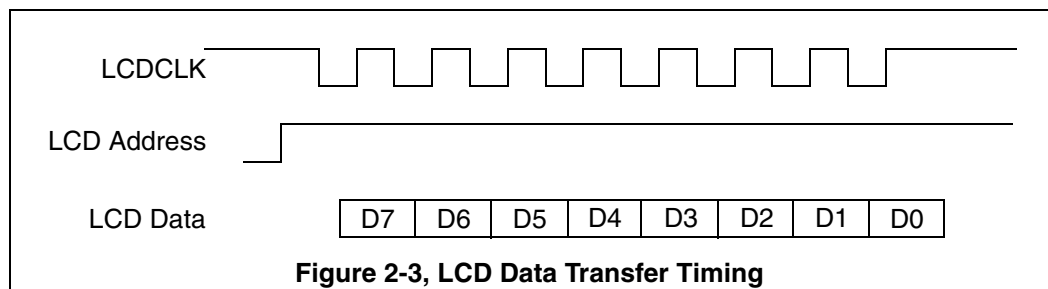 LCDCLK
LCD Address
LCD Data
D7 D6 D5 D4 D3 D2 D1 D0
Figure 2-3, LCD Data Transfer Timing